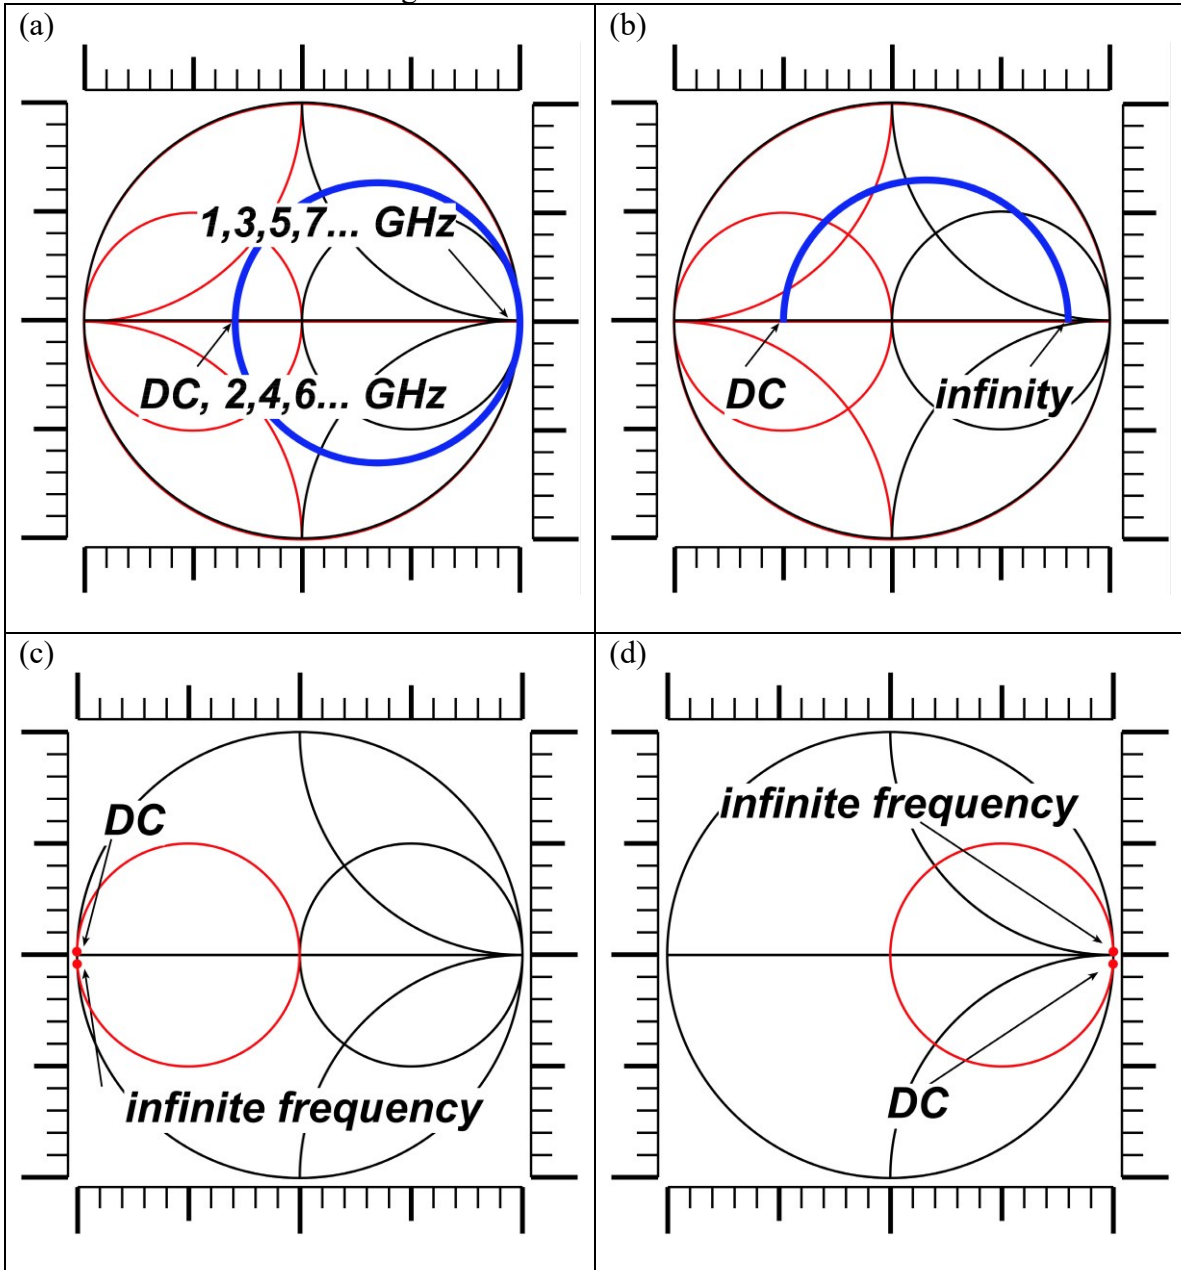 (a)
1,3,5,7... GHz
DC, 2,4,6... GHz
(b)
DC
infinity
(c)
DC
infinite frequency
(d)
infinite frequency
DC